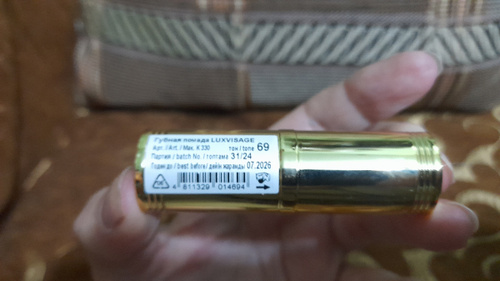 Губная помада LUXVISAGE
Арт. / Art. / Мақ. К 330 тон / tone 69
Партия / batch No. / топтама 31/24
Годен до / best before / дейін жарамды 07.2026
4 811329 014694